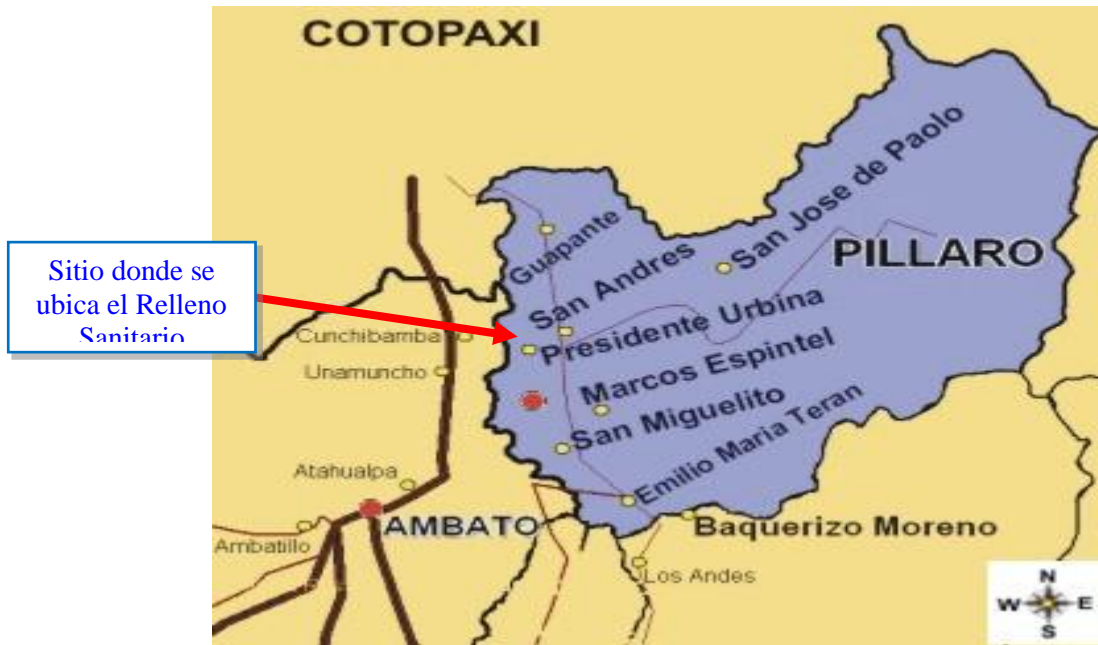 COTOPAXI
San Jose de Paolo
Guapante
San Andres
PILLARO
Sitio donde se
ubica el Relleno
Sanitario
Presidente Urbina
Cunchibamba
Marcos Espintel
Unamuncho
San Miguelito
Emilio Maria Teran
Atahualpa
AMBATO
Baquerizo Moreno
Ambatillo
Los Andes
N
W E
S